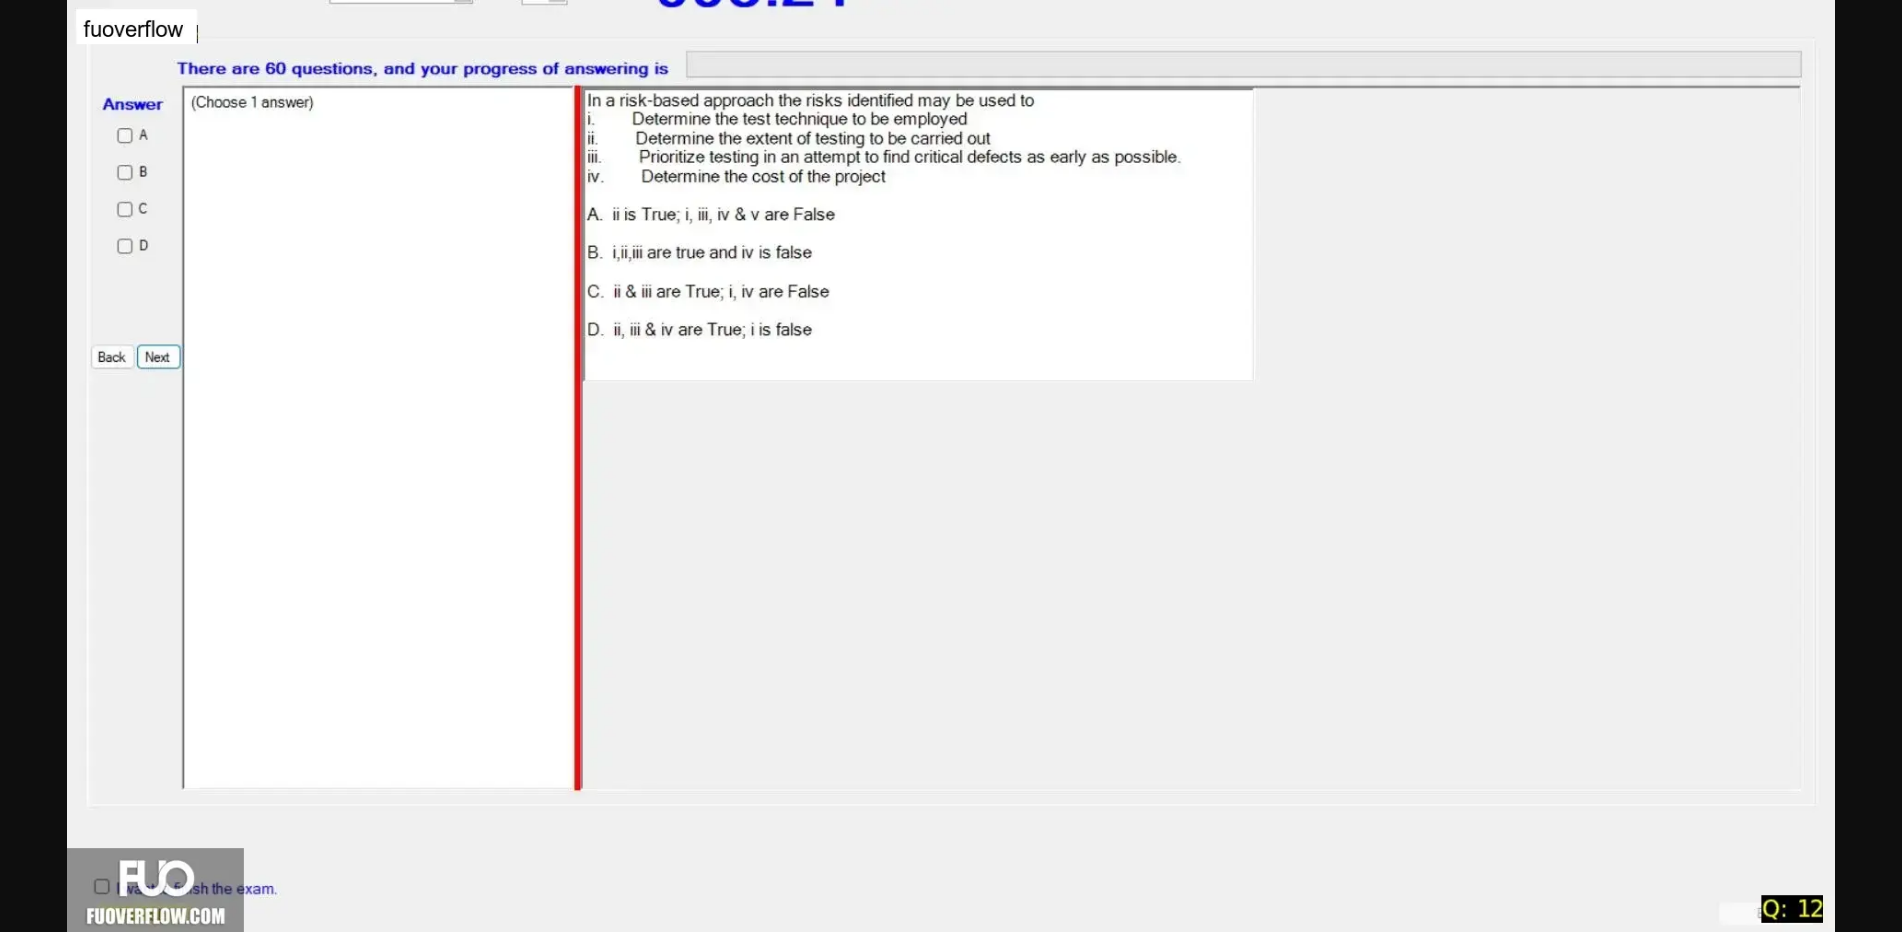 fuoverflow
There are 60 questions, and your progress of answering is
Answer
(Choose 1 answer)
A
B
C
D
Back Next
In a risk-based approach the risks identified may be used to
i. Determine the test technique to be employed
ii. Determine the extent of testing to be carried out
iii. Prioritize testing in an attempt to find critical defects as early as possible.
iv. Determine the cost of the project
A. ii is True; i, iii, iv & v are False
B. i,ii,iii are true and iv is false
C. ii & iii are True; i, iv are False
D. ii, iii & iv are True; i is false
FUO
the exam.
FUOVERFLOW.COM
Q: 12